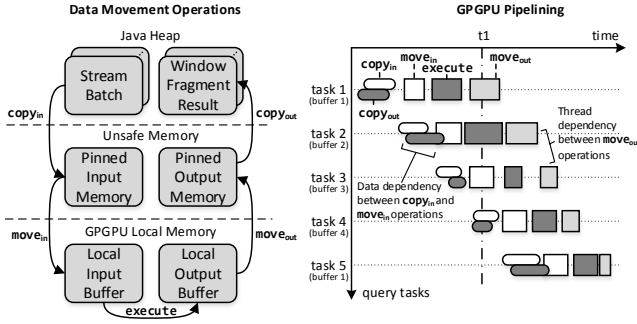 Data Movement Operations
Java Heap
Stream
Batch
Window
Fragment
Result
copyin
copyout
Unsafe Memory
Pinned
Input
Memory
Pinned
Output
Memory
movein
moveout
GPGPU Local Memory
Local
Input
Buffer
Local
Output
Buffer
execute
GPGPU Pipelining
t1
time
copyin
movein
execute
moveout
task 1
(buffer 1)
copyout
task 2
(buffer 2)
Thread
dependency
between moveout
operations
task 3
(buffer 3)
Data dependency
between copyin and
movein operations
task 4
(buffer 4)
task 5
(buffer 1)
query tasks